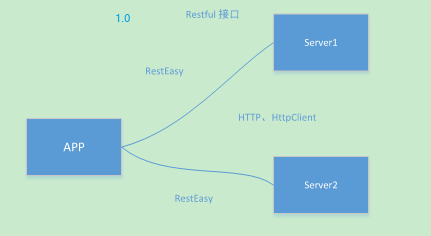 1.0
Restful 接口
Server1
RestEasy
HTTP、HttpClient
APP
Server2
RestEasy